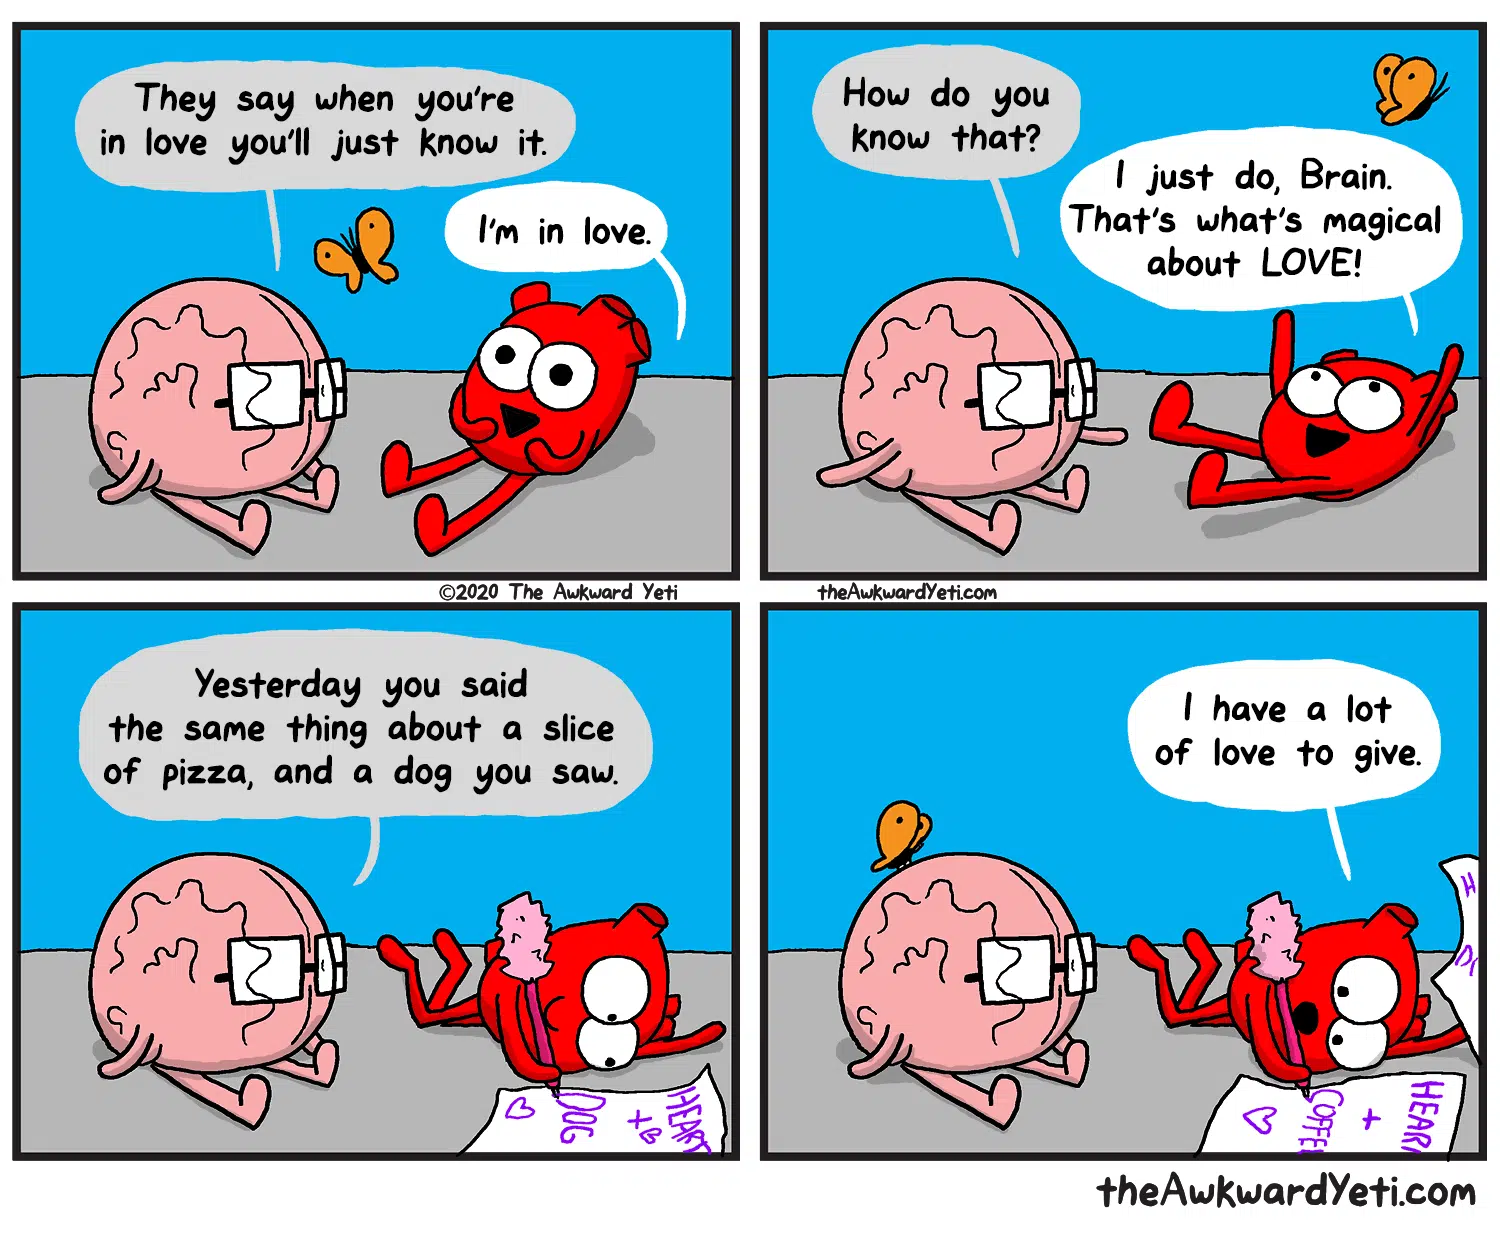 They say when you're
in love you'll just know it.
I'm in love.
How do you
know that?
I just do, Brain.
That's what's magical
about LOVE!
©2020 The Awkward Yeti
theAwkwardYeti.com
Yesterday you said
the same thing about a slice
of pizza, and a dog you saw.
HEART
+
DOG
I have a lot
of love to give.
H
HEART
+
COFFEE
theAwkwardYeti.com